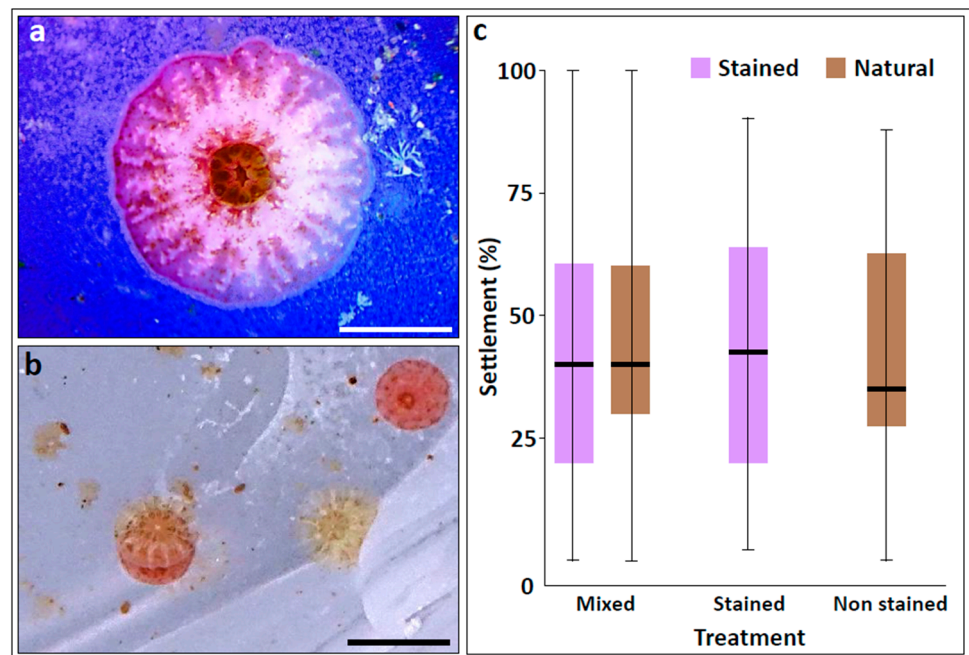 a
b
c
Stained Natural
100
75
50
25
0
Settlement (%)
Mixed Stained Non stained
Treatment